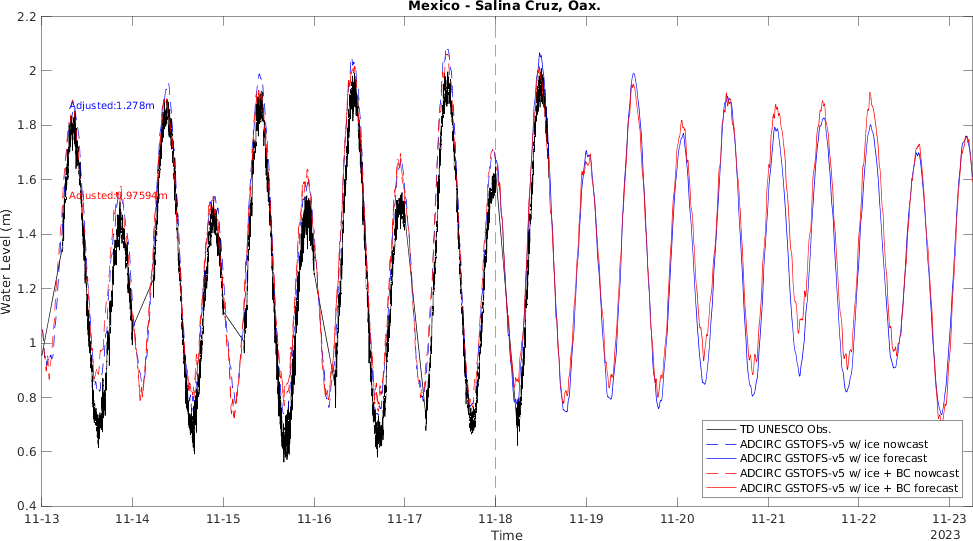 Mexico - Salina Cruz, Oax.
2.2
2
1.8
1.6
1.4
1.2
1
0.8
0.6
0.4
Water Level (m)
Adjusted:1.278m
Adjusted:0.97594m
TD UNESCO Obs.
ADCIRC GSTOFS-v5 w/ ice nowcast
ADCIRC GSTOFS-v5 w/ ice forecast
ADCIRC GSTOFS-v5 w/ ice + BC nowcast
ADCIRC GSTOFS-v5 w/ ice + BC forecast
11-13 11-14 11-15 11-16 11-17 11-18 11-19 11-20 11-21 11-22 11-23
Time
2023